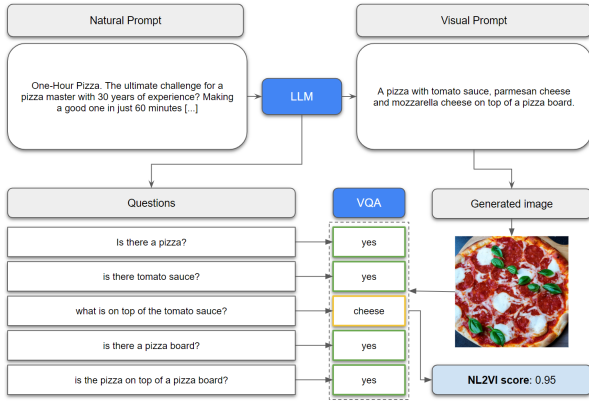 Natural Prompt
Visual Prompt
One-Hour Pizza. The ultimate challenge for a
pizza master with 30 years of experience? Making
a good one in just 60 minutes [...]
LLM
A pizza with tomato sauce, parmesan cheese
and mozzarella cheese on top of a pizza board.
Questions
VQA
Generated image
Is there a pizza?
yes
is there tomato sauce?
yes
what is on top of the tomato sauce?
cheese
is there a pizza board?
yes
is the pizza on top of a pizza board?
yes
NL2VI score: 0.95